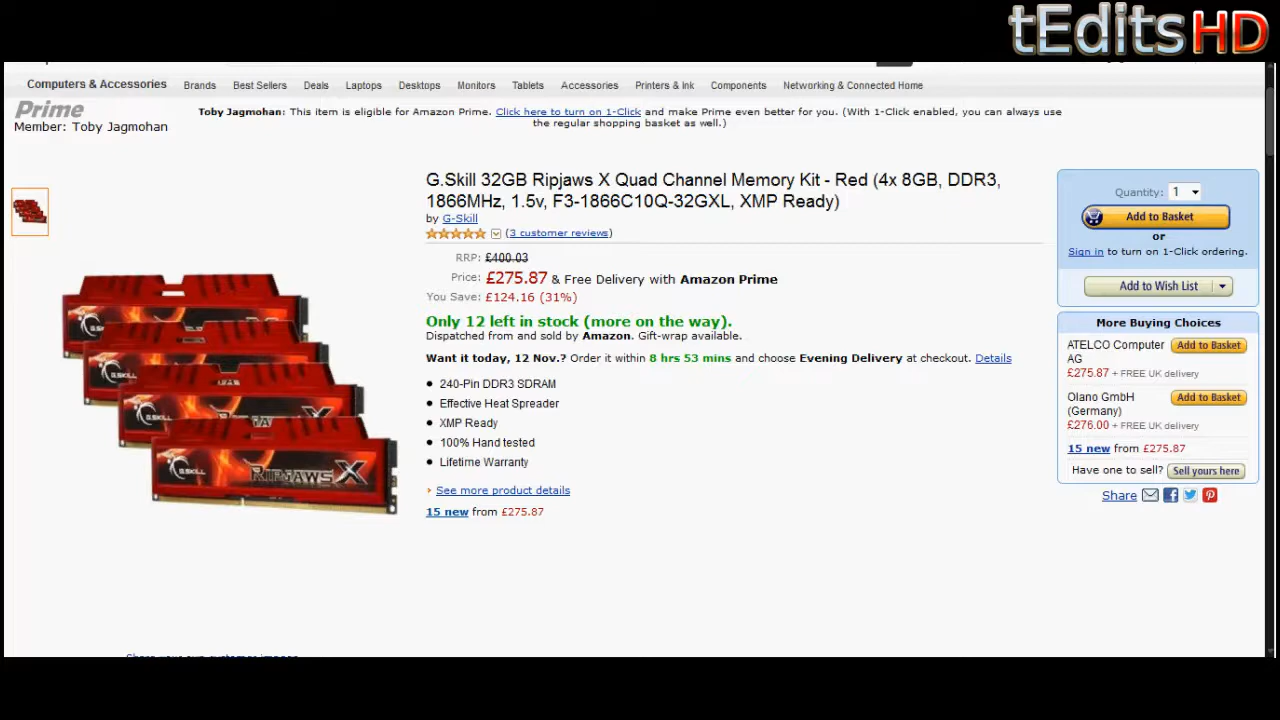 tEditsHD
Computers & Accessories Brands Best Sellers Deals Laptops Desktops Monitors Tablets Accessories Printers & Ink Components Networking & Connected Home
Prime
Member: Toby Jagmohan
Toby Jagmohan: This item is eligible for Amazon Prime. Click here to turn on 1-Click and make Prime even better for you. (With 1-Click enabled, you can always use
the regular shopping basket as well.)
G.Skill 32GB Ripjaws X Quad Channel Memory Kit - Red (4x 8GB, DDR3,
1866MHz, 1.5v, F3-1866C10Q-32GXL, XMP Ready)
by G-Skill
(3 customer reviews)
RRP: £400.03
Price: £275.87 & Free Delivery with Amazon Prime
You Save: £124.16 (31%)
Only 12 left in stock (more on the way).
Dispatched from and sold by Amazon. Gift-wrap available.
Want it today, 12 Nov.? Order it within 8 hrs 53 mins and choose Evening Delivery at checkout. Details
240-Pin DDR3 SDRAM
Effective Heat Spreader
XMP Ready
100% Hand tested
Lifetime Warranty
See more product details
15 new from £275.87
G.SKILL
G.SKILL
G.SKILL
G.SKILL RIPJAWS X
Share your own customer images
Quantity: 1
Add to Basket
or
Sign in to turn on 1-Click ordering.
Add to Wish List
More Buying Choices
ATELCO Computer Add to Basket
AG
£275.87 + FREE UK delivery
Olano GmbH Add to Basket
(Germany)
£276.00 + FREE UK delivery
15 new from £275.87
Have one to sell? Sell yours here
Share